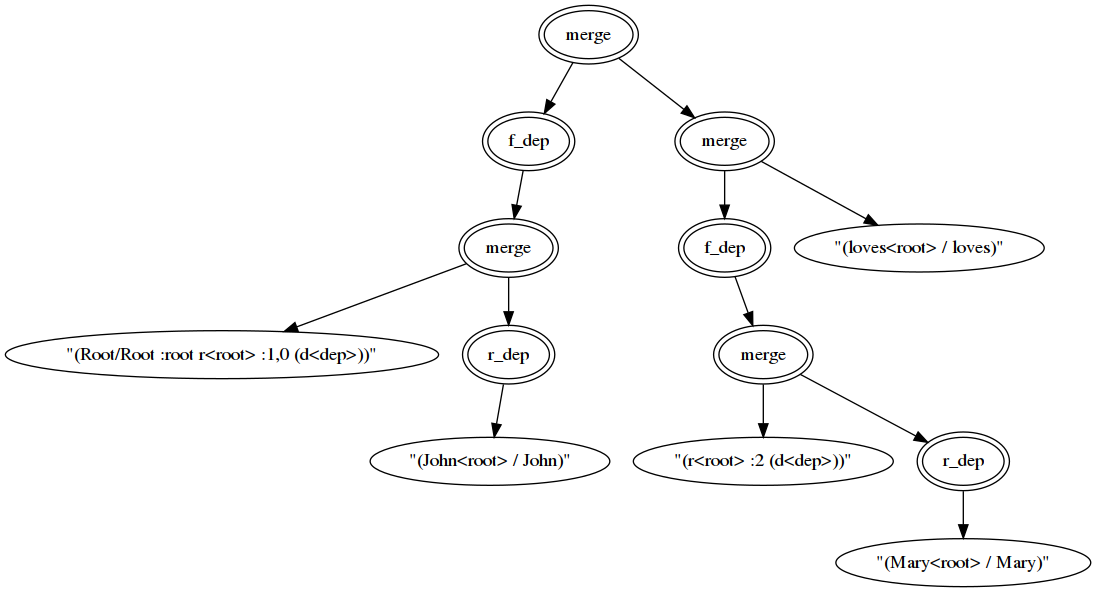 merge
f_dep
merge
merge
f_dep
"(loves<root> / loves)"
"(Root/Root :root r<root> :1,0 (d<dep>))"
r_dep
merge
"(John<root> / John)"
"(r<root> :2 (d<dep>))"
r_dep
"(Mary<root> / Mary)"